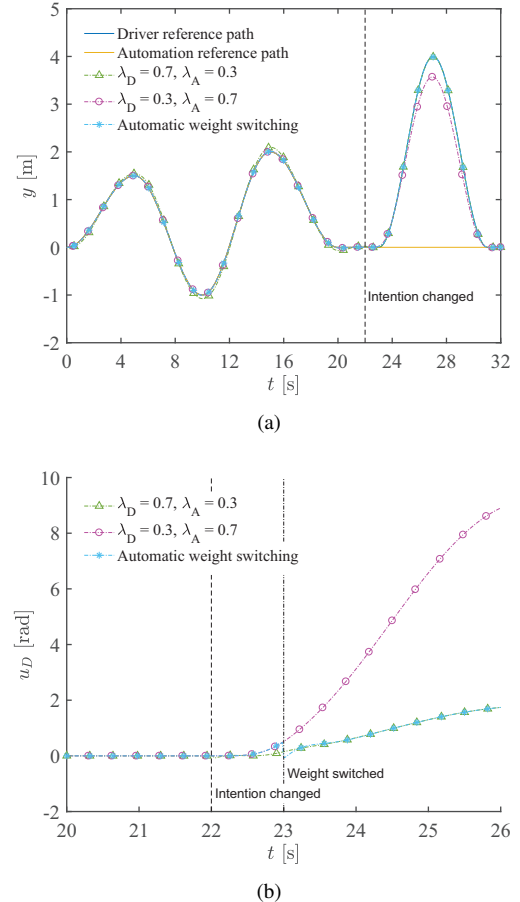 5
4
3
2
1
0
-1
-2
y [m]
Driver reference path
Automation reference path
λD = 0.7, λA = 0.3
λD = 0.3, λA = 0.7
Automatic weight switching
Intention changed
0 4 8 12 16 20 24 28 32
t [s]
(a)
10
8
6
4
2
0
-2
uD [rad]
λD = 0.7, λA = 0.3
λD = 0.3, λA = 0.7
Automatic weight switching
Weight switched
Intention changed
20 21 22 23 24 25 26
t [s]
(b)